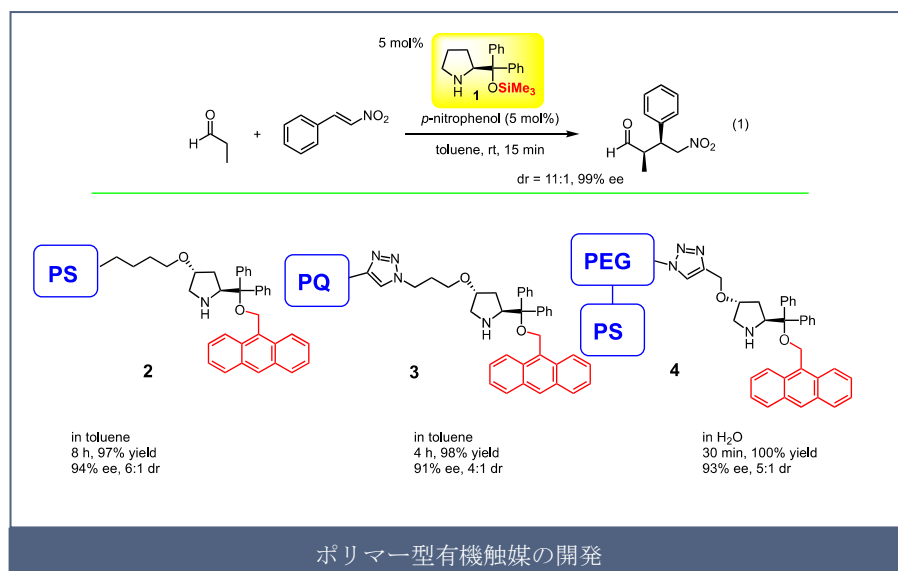 5 mol%
Ph
Ph
N
H
OSiMe3
1
O
+
NO2
p-nitrophenol (5 mol%)
toluene, rt, 15 min
O
NO2
(1)
dr = 11:1, 99% ee
PS
O
Ph
Ph
NH
O
2
PQ
N=N
N
O
Ph
Ph
NH
O
3
PEG
PS
N=N
N
O
Ph
Ph
NH
O
4
in toluene
8 h, 97% yield
94% ee, 6:1 dr
in toluene
4 h, 98% yield
91% ee, 4:1 dr
in H2O
30 min, 100% yield
93% ee, 5:1 dr
ポリマー型有機触媒の開発